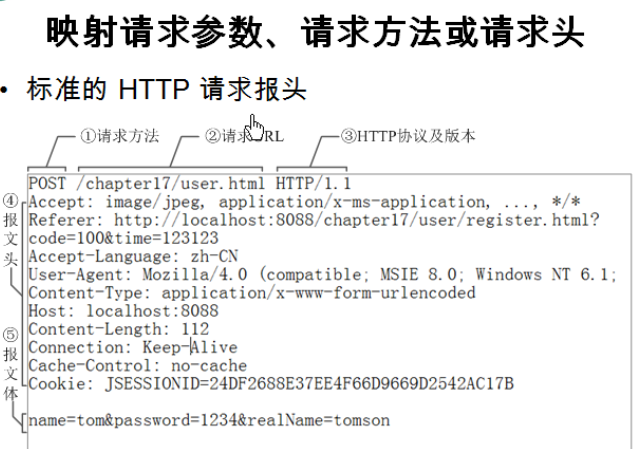 映射请求参数、请求方法或请求头
• 标准的 HTTP 请求报头
①请求方法 ②请求URL ③HTTP协议及版本
POST /chapter17/user.html HTTP/1.1
④报文头
Accept: image/jpeg, application/x-ms-application, ..., */*
Referer: http://localhost:8088/chapter17/user/register.html?
code=100&time=123123
Accept-Language: zh-CN
User-Agent: Mozilla/4.0 (compatible; MSIE 8.0; Windows NT 6.1;
Content-Type: application/x-www-form-urlencoded
Host: localhost:8088
Content-Length: 112
Connection: Keep-Alive
Cache-Control: no-cache
Cookie: JSESSIONID=24DF2688E37EE4F66D9669D2542AC17B
⑤报文体
name=tom&password=1234&realName=tomson